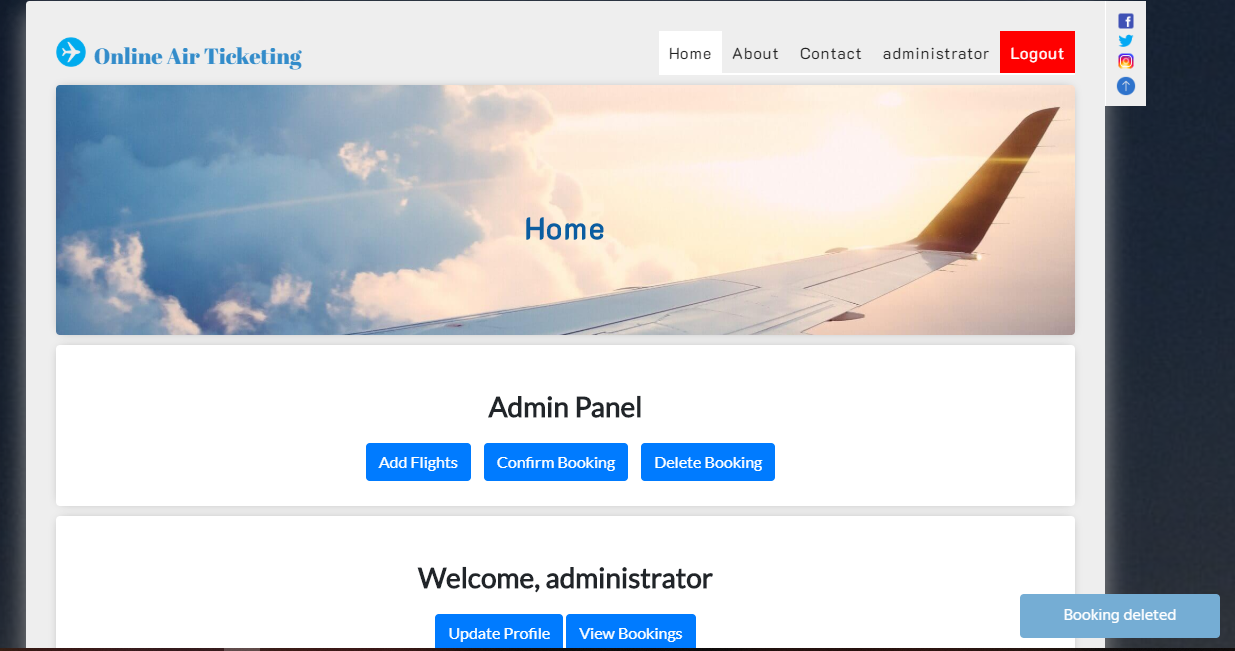 Online Air Ticketing
Home About Contact administrator Logout
Home
Admin Panel
Add Flights Confirm Booking Delete Booking
Welcome, administrator
Update Profile View Bookings
Booking deleted